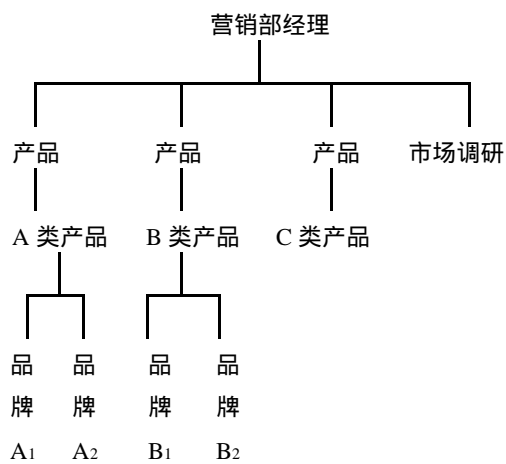 营销部经理
产品 产品 产品 市场调研
A 类产品 B 类产品 C 类产品
品 品 品 品
牌 牌 牌 牌
A1 A2 B1 B2